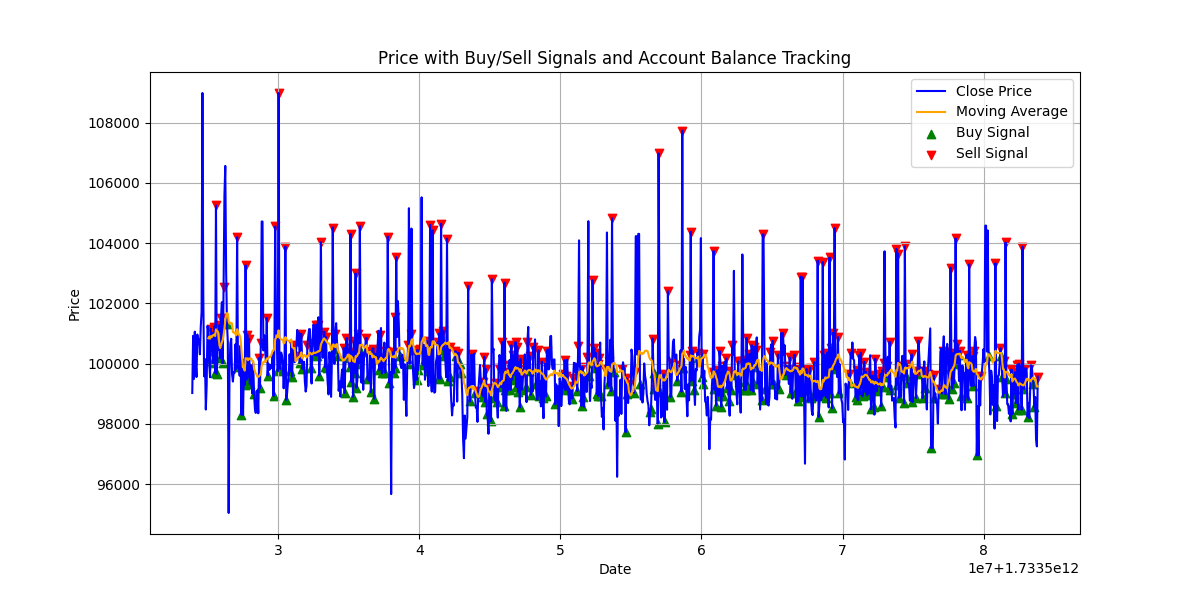 Price with Buy/Sell Signals and Account Balance Tracking
Close Price
Moving Average
Buy Signal
Sell Signal
108000
106000
104000
102000
100000
98000
96000
Price
3 4 5 6 7 8
Date
1e7+1.7335e12